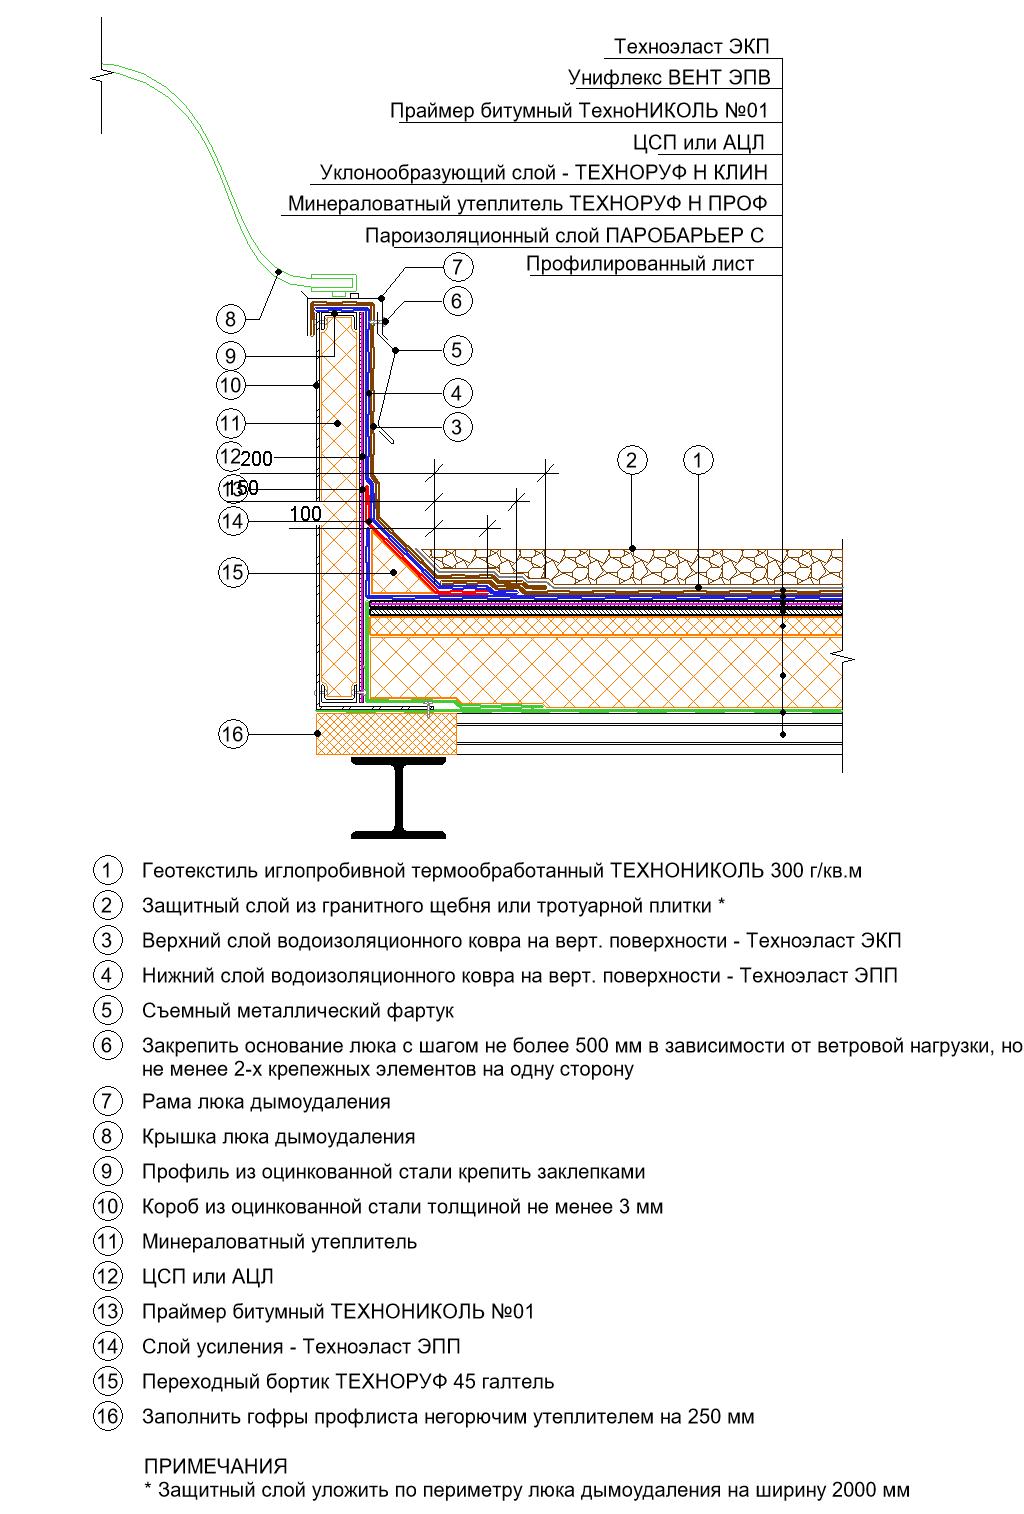 Техноэласт ЭКП
Унифлекс ВЕНТ ЭПВ
Праймер битумный ТехноНИКОЛЬ №01
ЦСП или АЦЛ
Уклонообразующий слой - ТЕХНОРУФ Н КЛИН
Минераловатный утеплитель ТЕХНОРУФ Н ПРОФ
Пароизоляционный слой ПАРОБАРЬЕР С
Профилированный лист
7
6
8
5
9
10
4
11
3
12
200
2
1
13
150
100
14
15
16
1 Геотекстиль иглопробивной термообработанный ТЕХНОНИКОЛЬ 300 г/кв.м
2 Защитный слой из гранитного щебня или тротуарной плитки *
3 Верхний слой водоизоляционного ковра на верт. поверхности - Техноэласт ЭКП
4 Нижний слой водоизоляционного ковра на верт. поверхности - Техноэласт ЭПП
5 Съемный металлический фартук
6 Закрепить основание люка с шагом не более 500 мм в зависимости от ветровой нагрузки, но
не менее 2-х крепежных элементов на одну сторону
7 Рама люка дымоудаления
8 Крышка люка дымоудаления
9 Профиль из оцинкованной стали крепить заклепками
10 Короб из оцинкованной стали толщиной не менее 3 мм
11 Минераловатный утеплитель
12 ЦСП или АЦЛ
13 Праймер битумный ТЕХНОНИКОЛЬ №01
14 Слой усиления - Техноэласт ЭПП
15 Переходный бортик ТЕХНОРУФ 45 галтель
16 Заполнить гофры профлиста негорючим утеплителем на 250 мм
ПРИМЕЧАНИЯ
* Защитный слой уложить по периметру люка дымоудаления на ширину 2000 мм